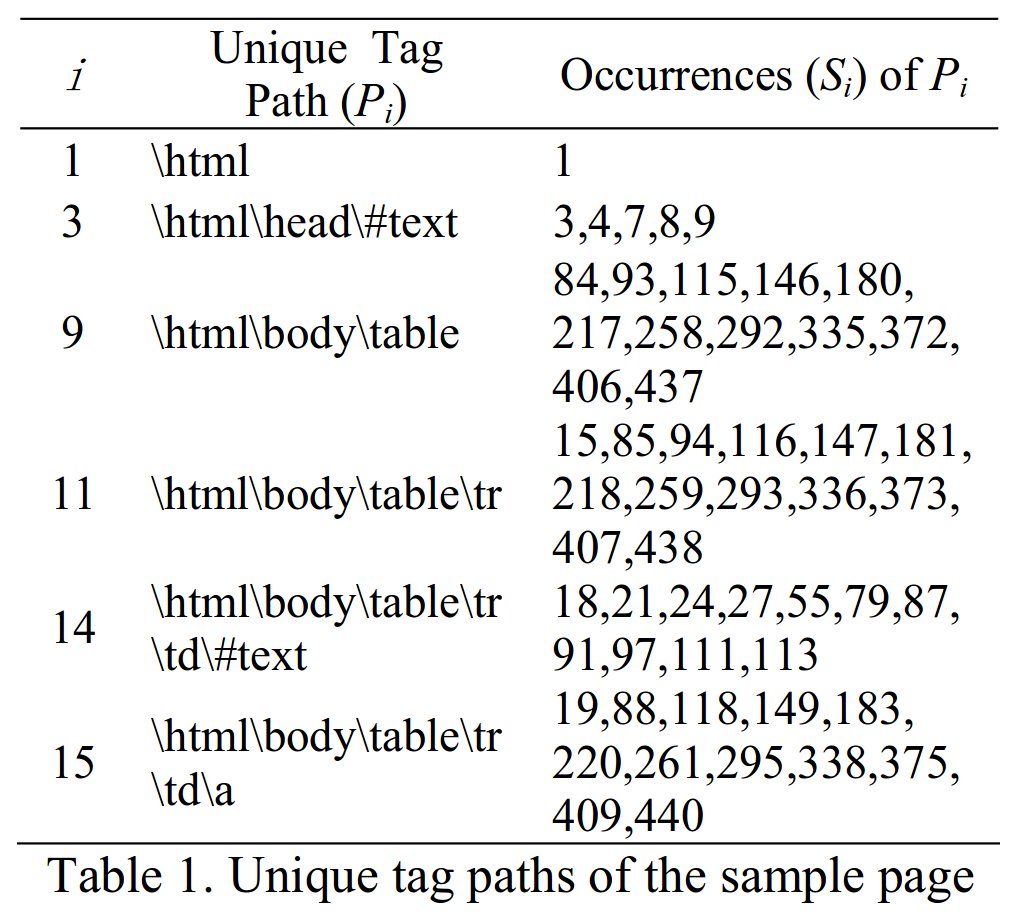 i Unique Tag Path (Pi) Occurrences (Si) of Pi
1 \html 1
3 \html\head\#text 3,4,7,8,9
84,93,115,146,180,
9 \html\body\table 217,258,292,335,372,
406,437
15,85,94,116,147,181,
11 \html\body\table\tr 218,259,293,336,373,
407,438
14 \html\body\table\tr 18,21,24,27,55,79,87,
\td\#text 91,97,111,113
19,88,118,149,183,
15 \html\body\table\tr 220,261,295,338,375,
\td\a 409,440
Table 1. Unique tag paths of the sample page